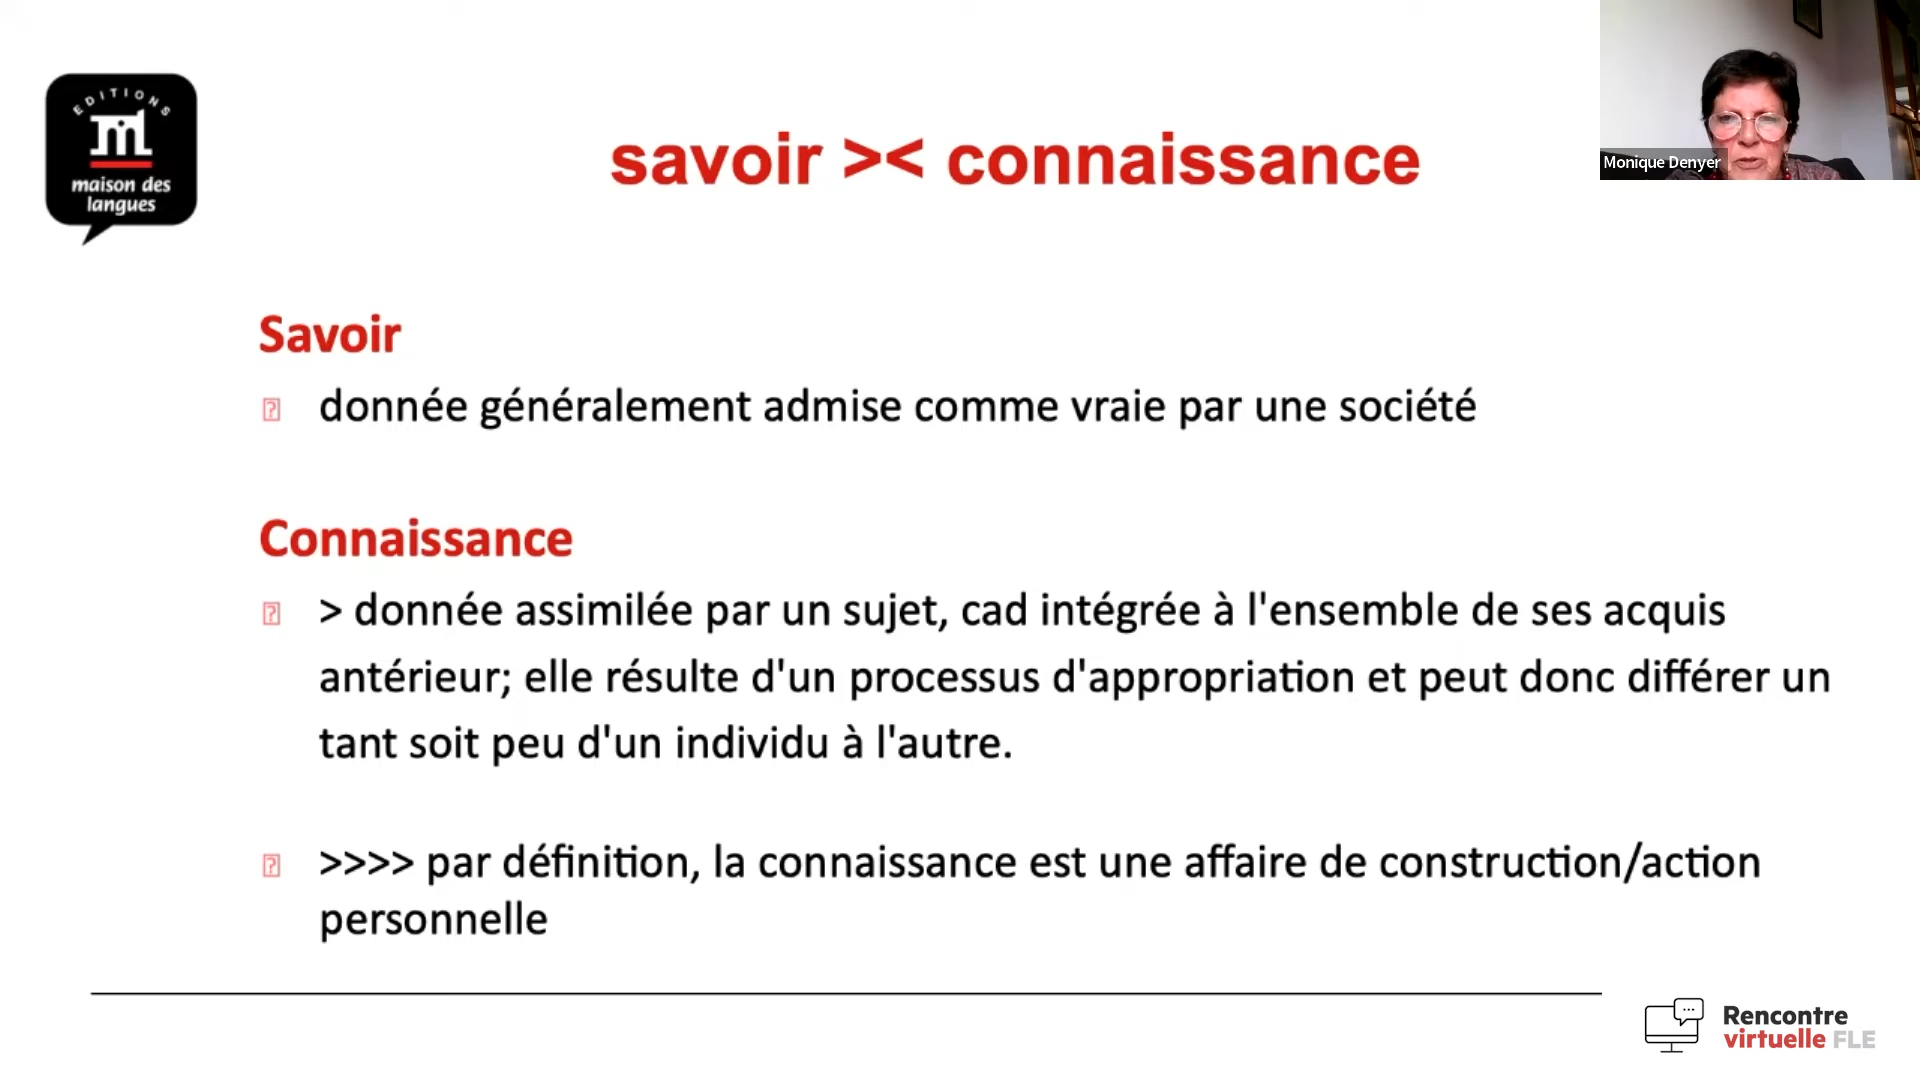 EDITIONS
maison des
langues
savoir >< connaissance
Monique Denyer
Savoir
donnée généralement admise comme vraie par une société
Connaissance
> donnée assimilée par un sujet, cad intégrée à l'ensemble de ses acquis
antérieur; elle résulte d'un processus d'appropriation et peut donc différer un
tant soit peu d'un individu à l'autre.
>>>> par définition, la connaissance est une affaire de construction/action
personnelle
Rencontre
virtuelle FLE